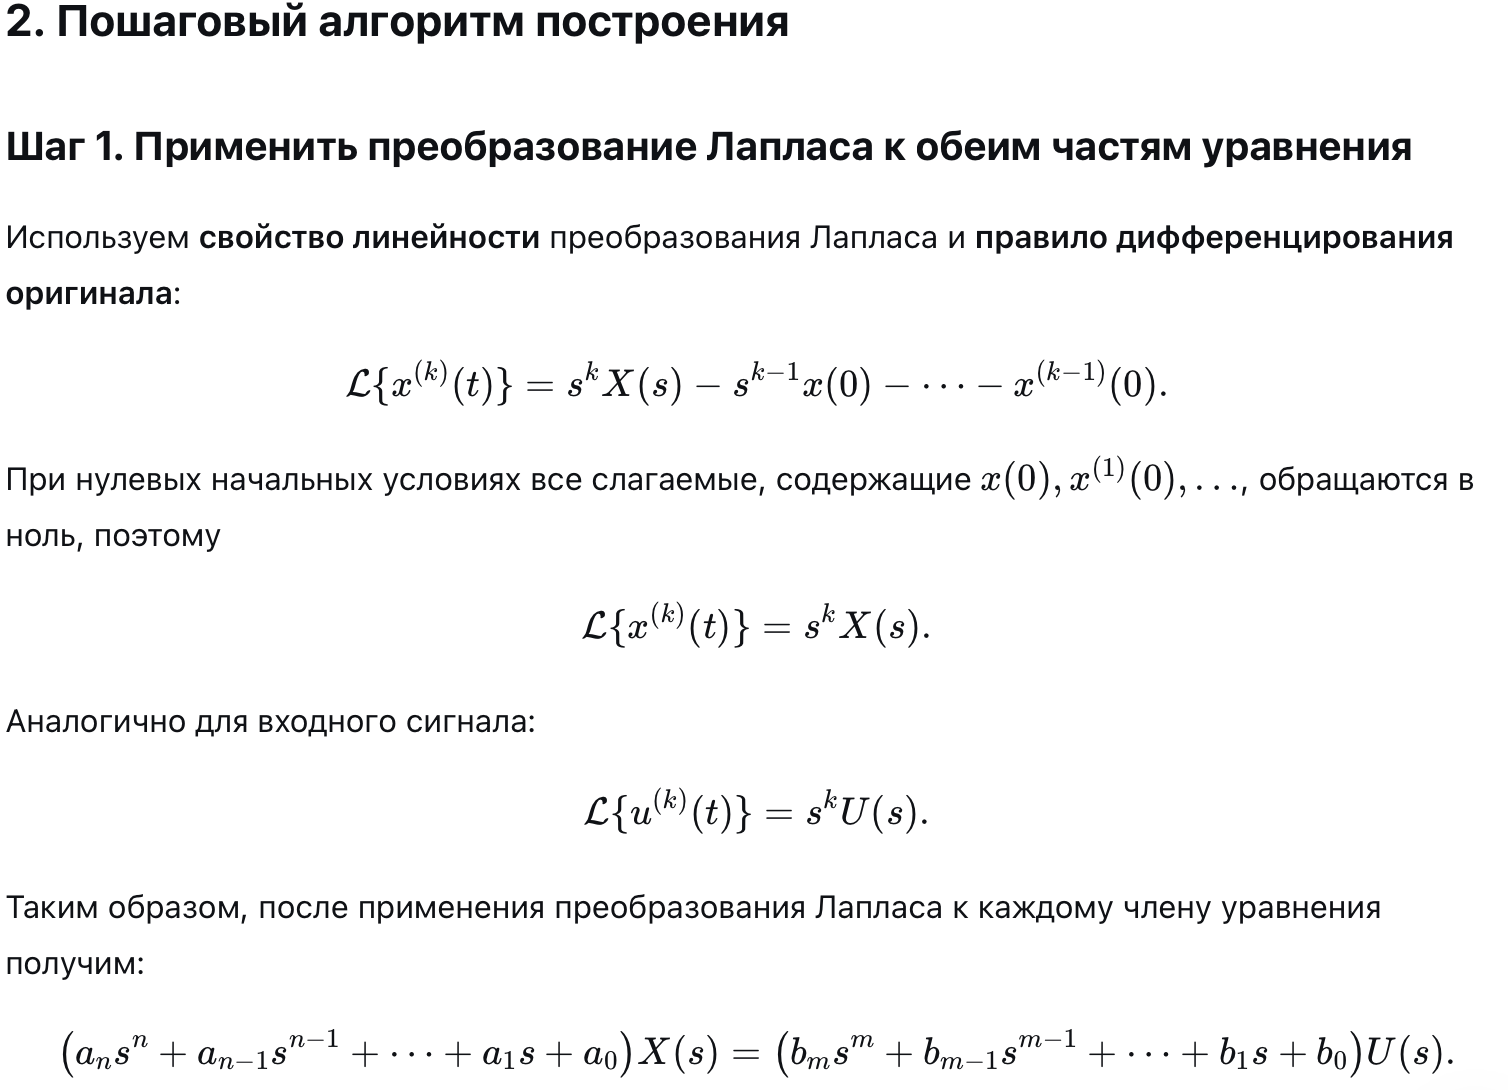 2. Пошаговый алгоритм построения
Шаг 1. Применить преобразование Лапласа к обеим частям уравнения
Используем свойство линейности преобразования Лапласа и правило дифференцирования
оригинала:
ℒ{x^{(k)}(t)} = s^k X(s) − s^{k−1}x(0) − ⋯ − x^{(k−1)}(0).
При нулевых начальных условиях все слагаемые, содержащие x(0), x^{(1)}(0), …, обращаются в
ноль, поэтому
ℒ{x^{(k)}(t)} = s^k X(s).
Аналогично для входного сигнала:
ℒ{u^{(k)}(t)} = s^k U(s).
Таким образом, после применения преобразования Лапласа к каждому члену уравнения
получим:
(a_n s^n + a_{n−1}s^{n−1} + ⋯ + a_1 s + a_0)X(s) = (b_m s^m + b_{m−1}s^{m−1} + ⋯ + b_1 s + b_0)U(s).